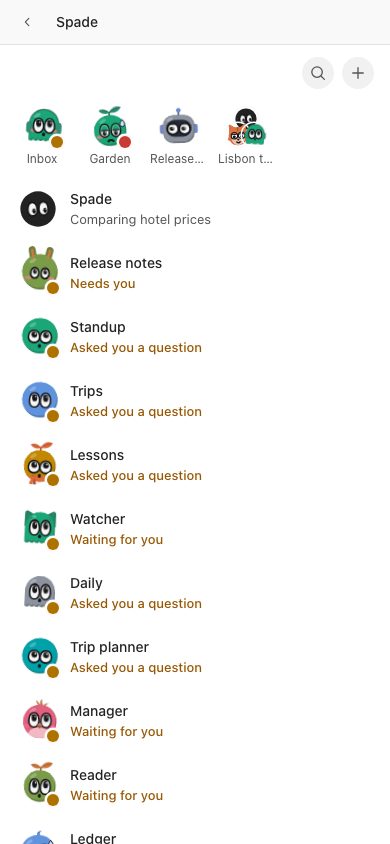 Spade
Inbox
Garden
Release...
Lisbon t...
Spade
Comparing hotel prices
Release notes
Needs you
Standup
Asked you a question
Trips
Asked you a question
Lessons
Asked you a question
Watcher
Waiting for you
Daily
Asked you a question
Trip planner
Asked you a question
Manager
Waiting for you
Reader
Waiting for you
Ledger